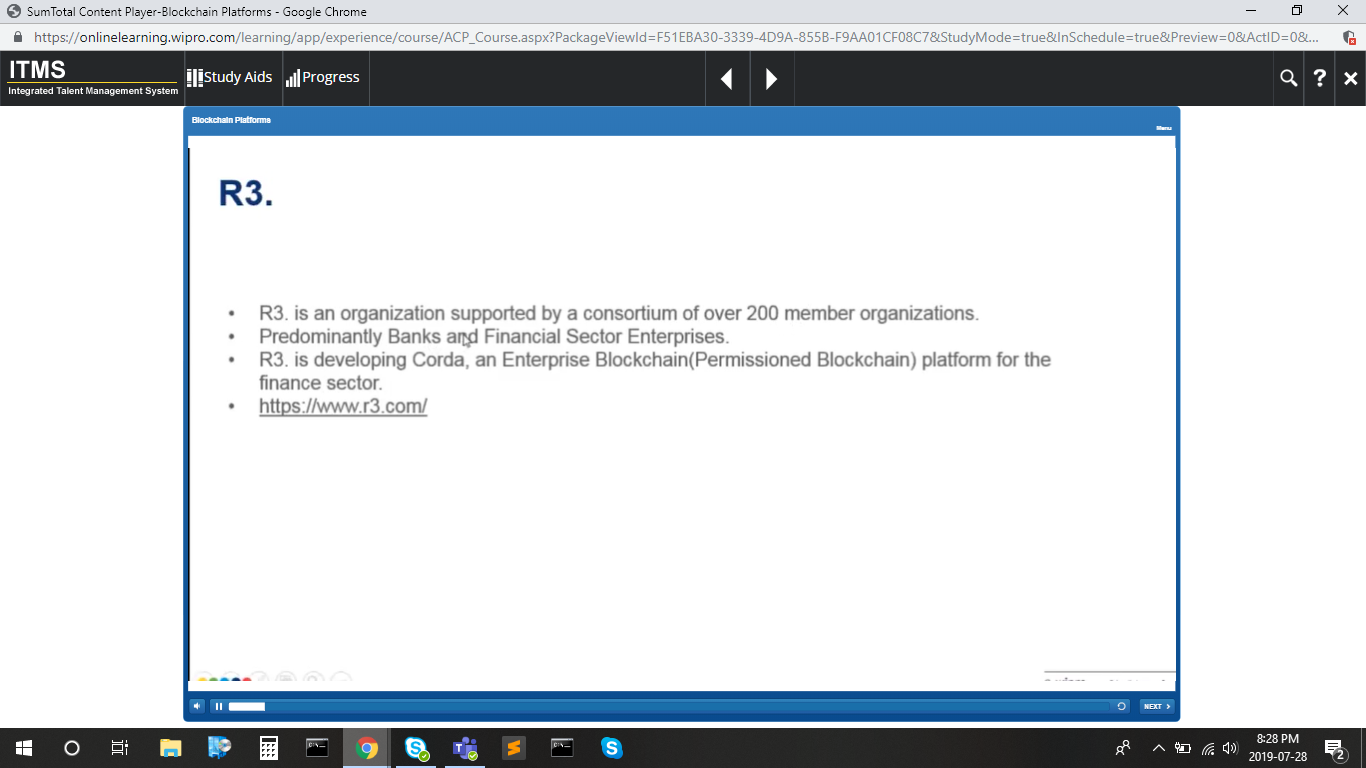 SumTotal Content Player-Blockchain Platforms - Google Chrome
https://onlinelearning.wipro.com/learning/app/experience/course/ACP_Course.aspx?PackageViewId=F51EBA30-3339-4D9A-855B-F9AA01CF08C7&StudyMode=true&InSchedule=true&Preview=0&ActID=0&...
ITMS
Integrated Talent Management System
Study Aids
Progress
Blockchain Platforms
Menu
R3.
• R3. is an organization supported by a consortium of over 200 member organizations.
• Predominantly Banks and Financial Sector Enterprises.
• R3. is developing Corda, an Enterprise Blockchain(Permissioned Blockchain) platform for the
finance sector.
• https://www.r3.com/
NEXT >
8:28 PM
2019-07-28
2